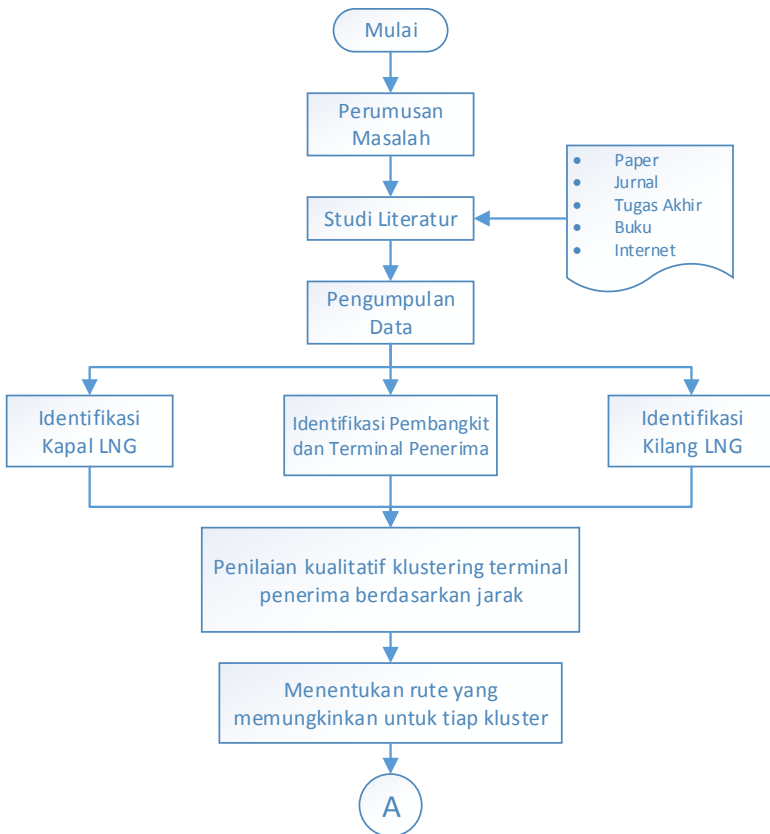 Mulai
Perumusan
Masalah
• Paper
• Jurnal
• Tugas Akhir
• Buku
• Internet
Studi Literatur
Pengumpulan
Data
Identifikasi
Kapal LNG
Identifikasi Pembangkit
dan Terminal Penerima
Identifikasi
Kilang LNG
Penilaian kualitatif klustering terminal
penerima berdasarkan jarak
Menentukan rute yang
memungkinkan untuk tiap kluster
A